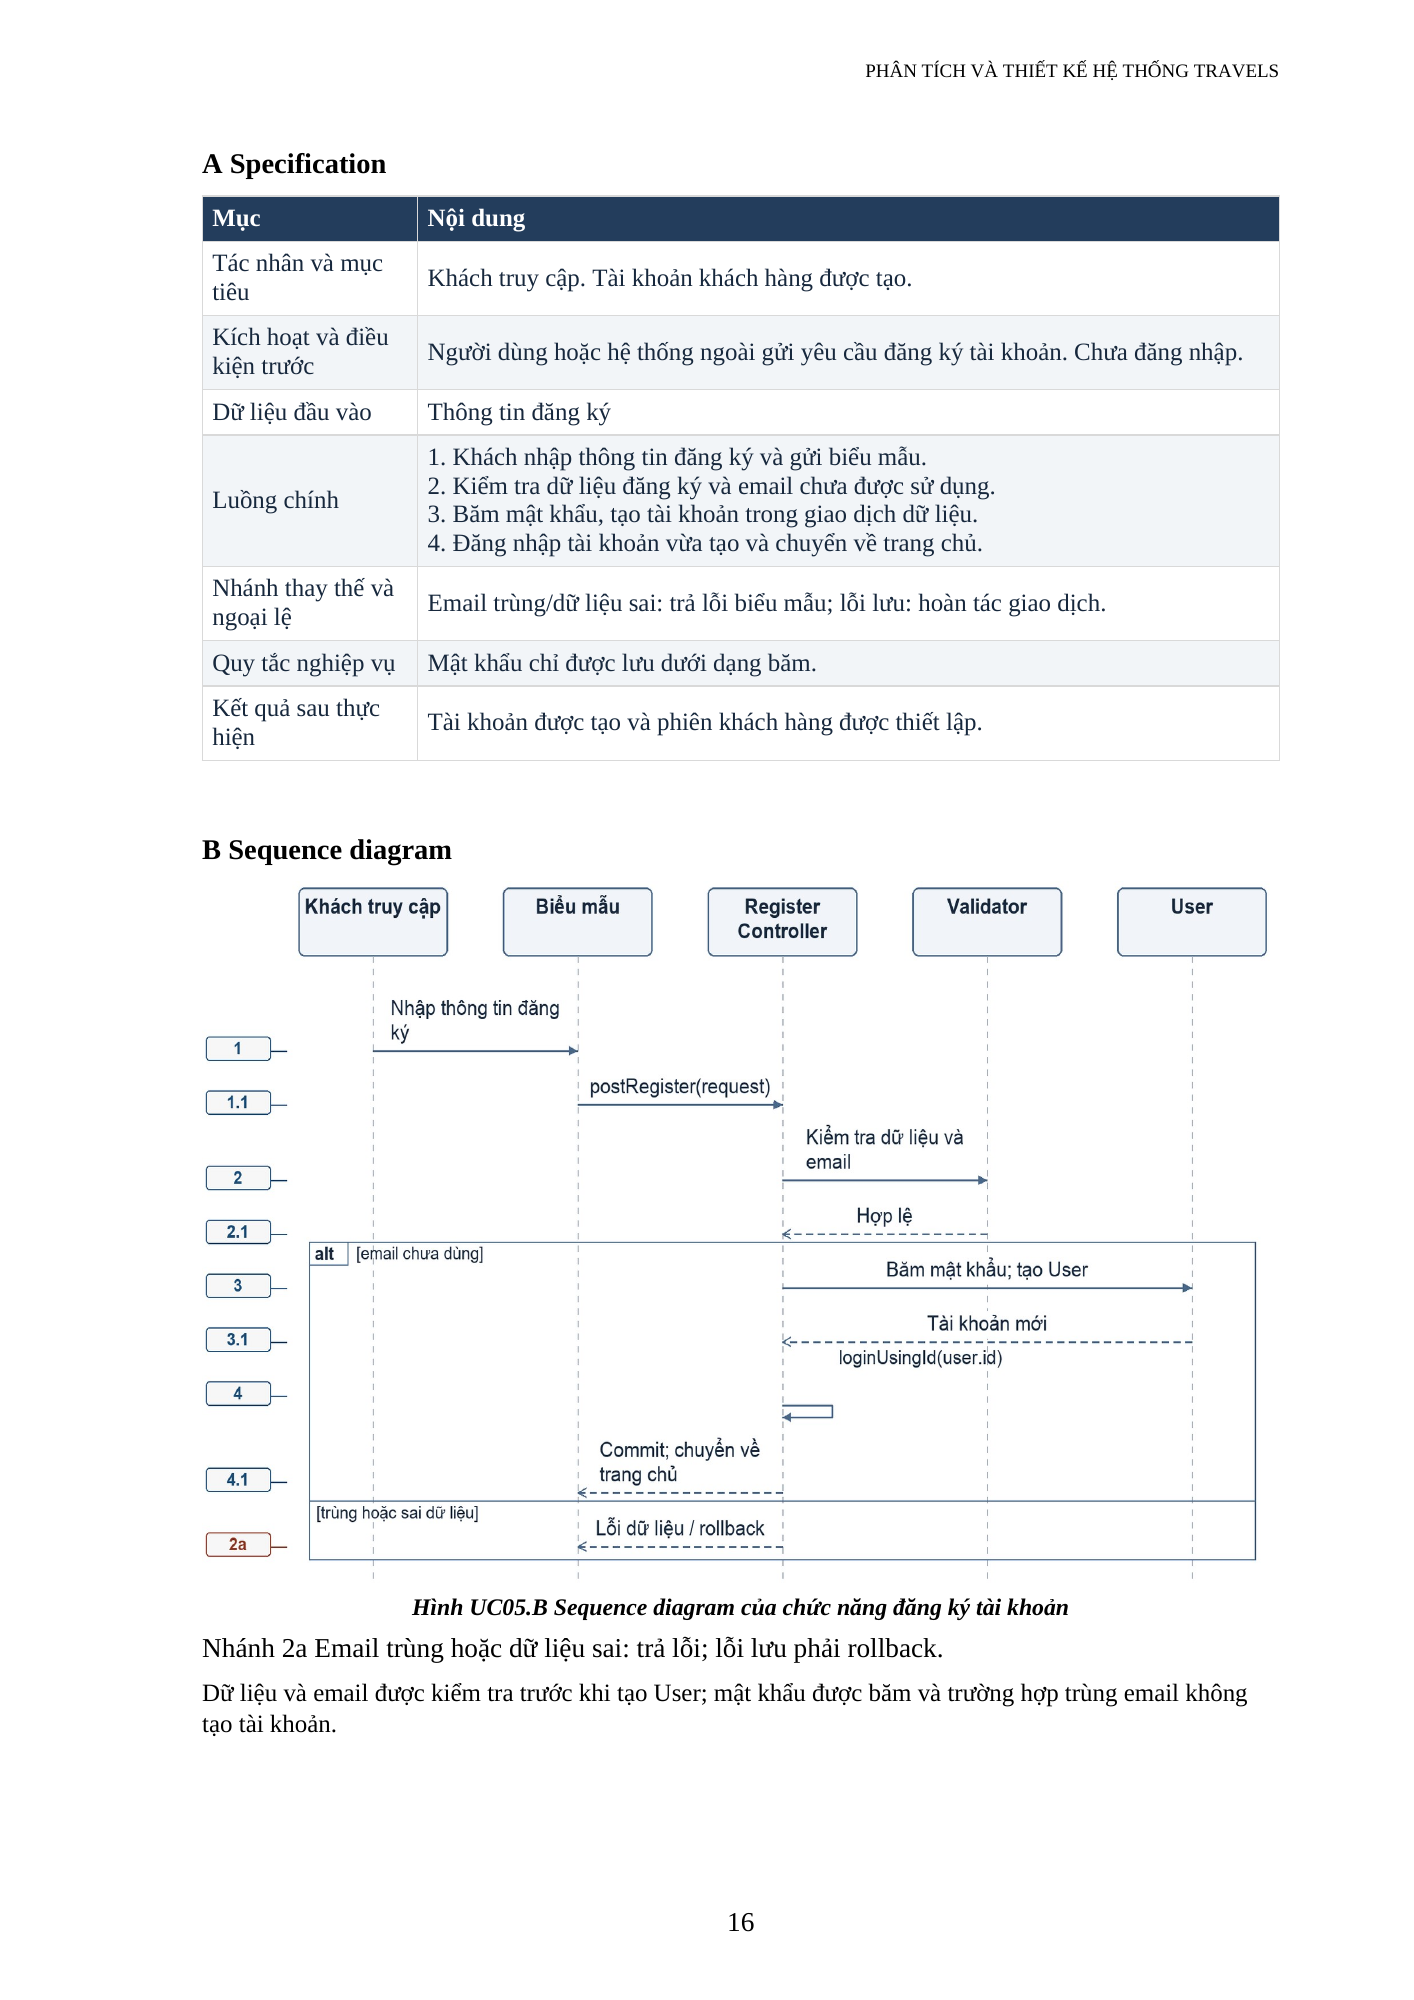 PHÂN TÍCH VÀ THIẾT KẾ HỆ THỐNG TRAVELS
A Specification
Mục
Nội dung
Tác nhân và mục
tiêu
Khách truy cập. Tài khoản khách hàng được tạo.
Kích hoạt và điều
kiện trước
Người dùng hoặc hệ thống ngoài gửi yêu cầu đăng ký tài khoản. Chưa đăng nhập.
Dữ liệu đầu vào
Thông tin đăng ký
Luồng chính
1. Khách nhập thông tin đăng ký và gửi biểu mẫu.
2. Kiểm tra dữ liệu đăng ký và email chưa được sử dụng.
3. Băm mật khẩu, tạo tài khoản trong giao dịch dữ liệu.
4. Đăng nhập tài khoản vừa tạo và chuyển về trang chủ.
Nhánh thay thế và
ngoại lệ
Email trùng/dữ liệu sai: trả lỗi biểu mẫu; lỗi lưu: hoàn tác giao dịch.
Quy tắc nghiệp vụ
Mật khẩu chỉ được lưu dưới dạng băm.
Kết quả sau thực
hiện
Tài khoản được tạo và phiên khách hàng được thiết lập.
B Sequence diagram
Khách truy cập
Biểu mẫu
Register
Controller
Validator
User
Nhập thông tin đăng
ký
1
postRegister(request)
1.1
Kiểm tra dữ liệu và
email
2
Hợp lệ
2.1
alt
[email chưa dùng]
Băm mật khẩu; tạo User
3
Tài khoản mới
3.1
loginUsingId(user.id)
4
Commit; chuyển về
trang chủ
4.1
[trùng hoặc sai dữ liệu]
Lỗi dữ liệu / rollback
2a
Hình UC05.B Sequence diagram của chức năng đăng ký tài khoản
Nhánh 2a Email trùng hoặc dữ liệu sai: trả lỗi; lỗi lưu phải rollback.
Dữ liệu và email được kiểm tra trước khi tạo User; mật khẩu được băm và trường hợp trùng email không
tạo tài khoản.
16